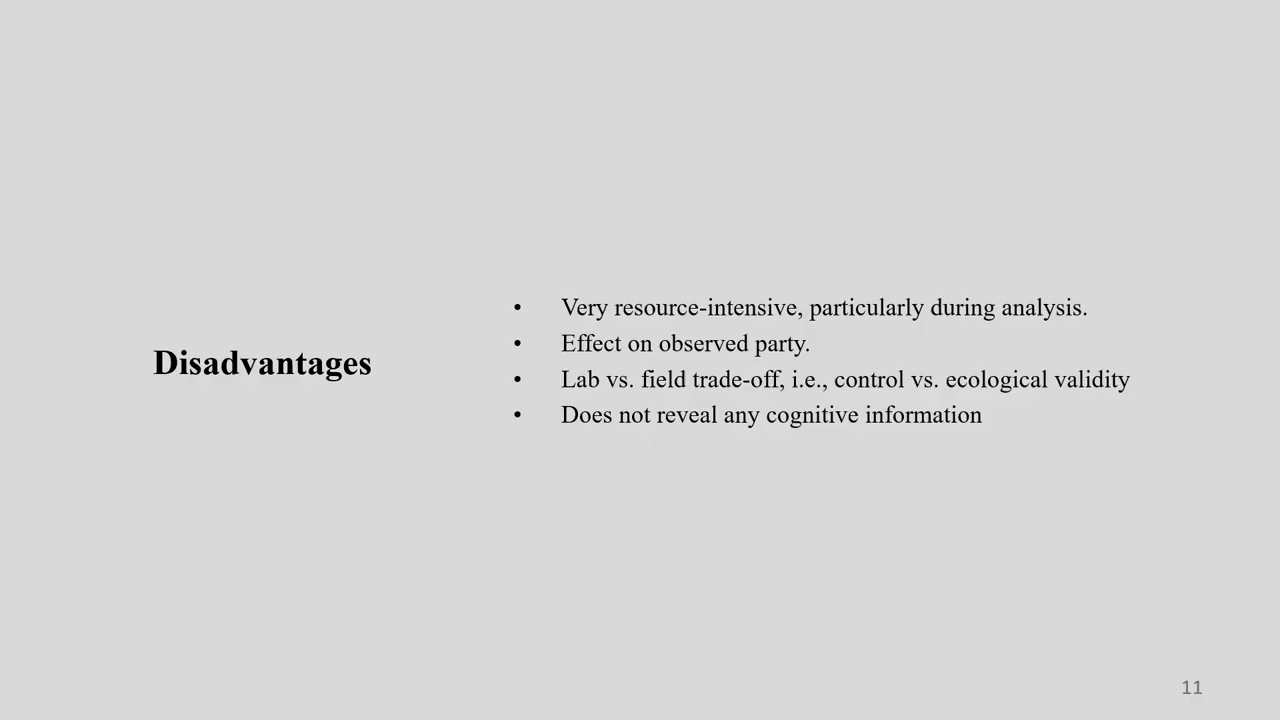 Disadvantages
• Very resource-intensive, particularly during analysis.
• Effect on observed party.
• Lab vs. field trade-off, i.e., control vs. ecological validity
• Does not reveal any cognitive information
11